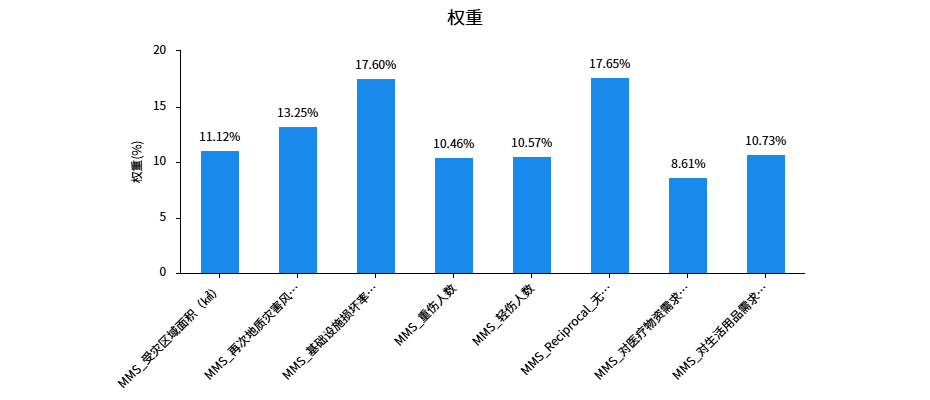 权重
20
15
10
5
0
权重(%)
11.12%
13.25%
17.60%
10.46%
10.57%
17.65%
8.61%
10.73%
MMS_受灾区域面积（㎢）
MMS_再次地质灾害风…
MMS_基础设施损坏率…
MMS_重伤人数
MMS_轻伤人数
MMS_Reciprocal_无…
MMS_对医疗物资需求…
MMS_对生活用品需求…